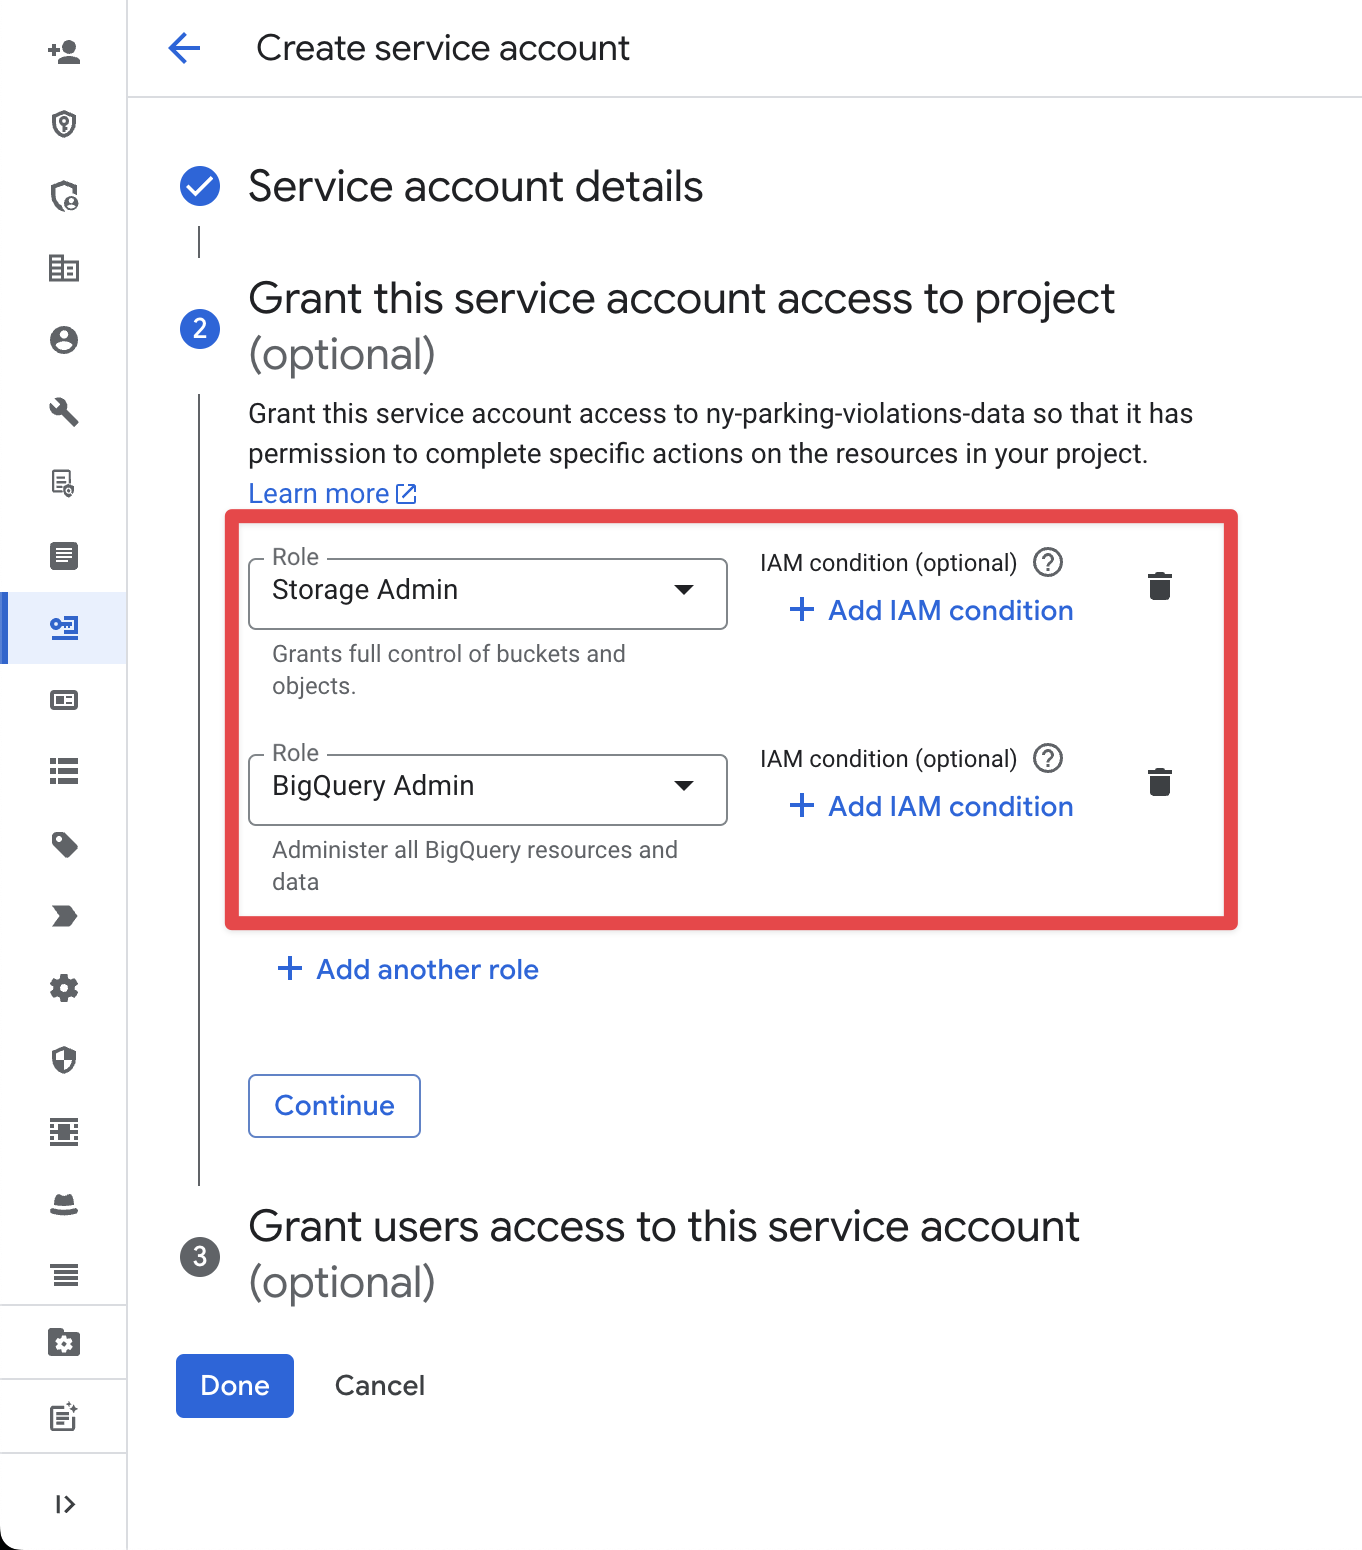 Create service account
Service account details
2
Grant this service account access to project
(optional)
Grant this service account access to ny-parking-violations-data so that it has
permission to complete specific actions on the resources in your project.
Learn more
Role
Storage Admin
IAM condition (optional)
Add IAM condition
Grants full control of buckets and
objects.
Role
BigQuery Admin
IAM condition (optional)
Add IAM condition
Administer all BigQuery resources and
data
Add another role
Continue
3
Grant users access to this service account
(optional)
Done
Cancel